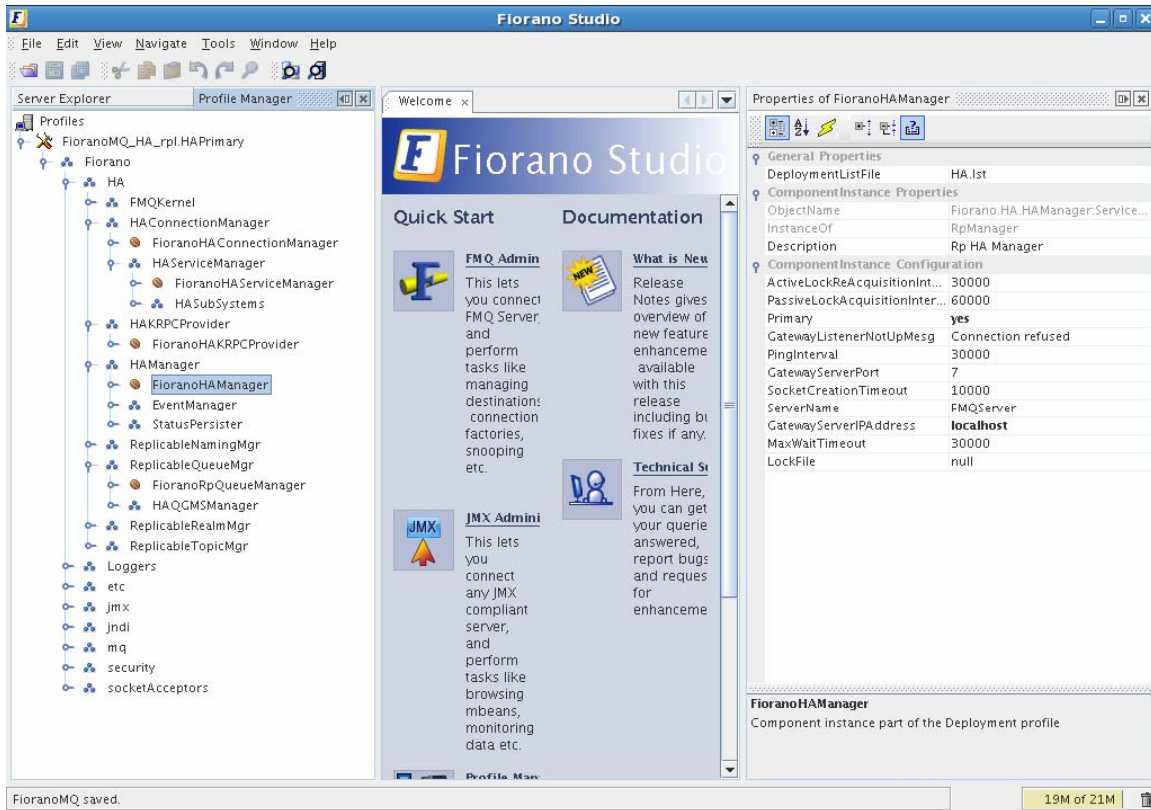 Fiorano Studio
File Edit View Navigate Tools Window Help
Server Explorer
Profile Manager
Profiles
FioranoMQ_HA_rpl.HAPrimary
Fiorano
HA
FMQKernel
HAConnectionManager
FioranoHAConnectionManager
HAServiceManager
FioranoHAServiceManager
HASubSystems
HAKRPCProvider
FioranoHAKRPCProvider
HAManager
FioranoHAManager
EventManager
StatusPersister
ReplicableNamingMgr
ReplicableQueueMgr
FioranoRpQueueManager
HAQGMSManager
ReplicableRealmMgr
ReplicableTopicMgr
Loggers
etc
jmx
jndi
mq
security
socketAcceptors
Welcome
Fiorano Studio
Quick Start
FMQ Admin
This lets
you connect
FMQ Server,
and
perform
tasks like
managing
destinations
connection
factories,
snooping
etc.
JMX
JMX Admini
This lets
you
connect
any JMX
compliant
server,
and
perform
tasks like
browsing
mbeans,
monitoring
data etc.
Profile Man
Documentation
NEW
What is New
Release
Notes gives
overview of
new feature
enhanceme
available
with this
release
including bu
fixes if any.
Technical Su
From Here,
you can get
your querie
answered,
report bugs
and reques
for
enhanceme
Properties of FioranoHAManager
General Properties
DeploymentListFile HA.lst
ComponentInstance Properties
ObjectName Fiorano.HA.HAManager:Service...
InstanceOf RpManager
Description Rp HA Manager
ComponentInstance Configuration
ActiveLockReAcquisitionInt... 30000
PassiveLockAcquisitionInter... 60000
Primary yes
GatewayListenerNotUpMesg Connection refused
PingInterval 30000
GatewayServerPort 7
SocketCreationTimeout 10000
ServerName FMQServer
GatewayServerIPAddress localhost
MaxWaitTimeout 30000
LockFile null
FioranoHAManager
Component instance part of the Deployment profile
FioranoMQ saved.
19M of 21M